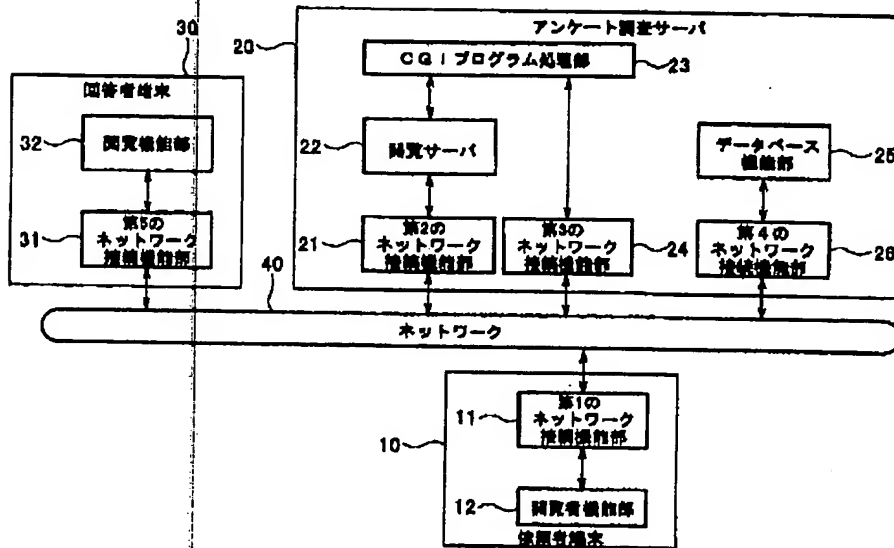 30
20
アンケート調査サーバ
CGIプログラム処理部
23
回答者端末
32
閲覧機能部
22
閲覧サーバ
データベース
機能部
25
31
第5の
ネットワーク
接続機能部
21
第2の
ネットワーク
接続機能部
第3の
ネットワーク
接続機能部
24
第4の
ネットワーク
接続機能部
26
40
ネットワーク
10
11
第1の
ネットワーク
接続機能部
12
閲覧者機能部
依頼者端末